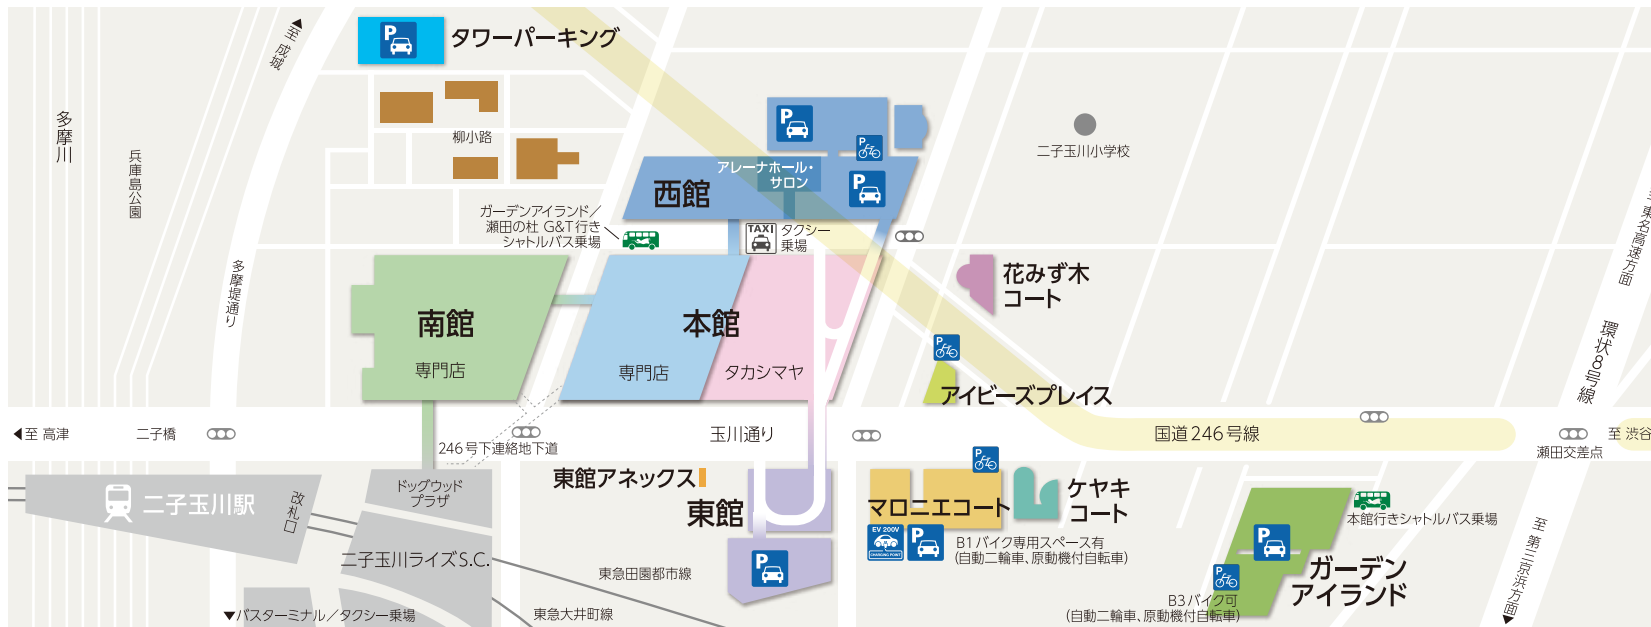 至 成城
P
タワーパーキング
多摩川
兵庫島公園
柳小路
P
P
二子玉川小学校
アレーナホール・
サロン
P
西館
ガーデンアイランド／
瀬田の杜 G&T行き
シャトルバス乗場
TAXI
タクシー
乗場
至 東名高速方面
多摩堤通り
花みず木
コート
南館
専門店
本館
専門店
タカシマヤ
環状8号線
P
アイビーズプレイス
至 高津
二子橋
246号下連絡地下道
玉川通り
国道246号線
瀬田交差点
至 渋谷
二子玉川駅
改札口
ドッグウッド
プラザ
東館アネックス
東館
P
マロニエコート
P
ケヤキ
コート
EV 200V
CHARGING POINT
P
B1バイク専用スペース有
(自動二輪車、原動機付自転車)
本館行きシャトルバス乗場
P
ガーデン
アイランド
P
B3バイク可
(自動二輪車、原動機付自転車)
至 第三京浜方面
二子玉川ライズS.C.
東急田園都市線
東急大井町線
バスターミナル／タクシー乗場